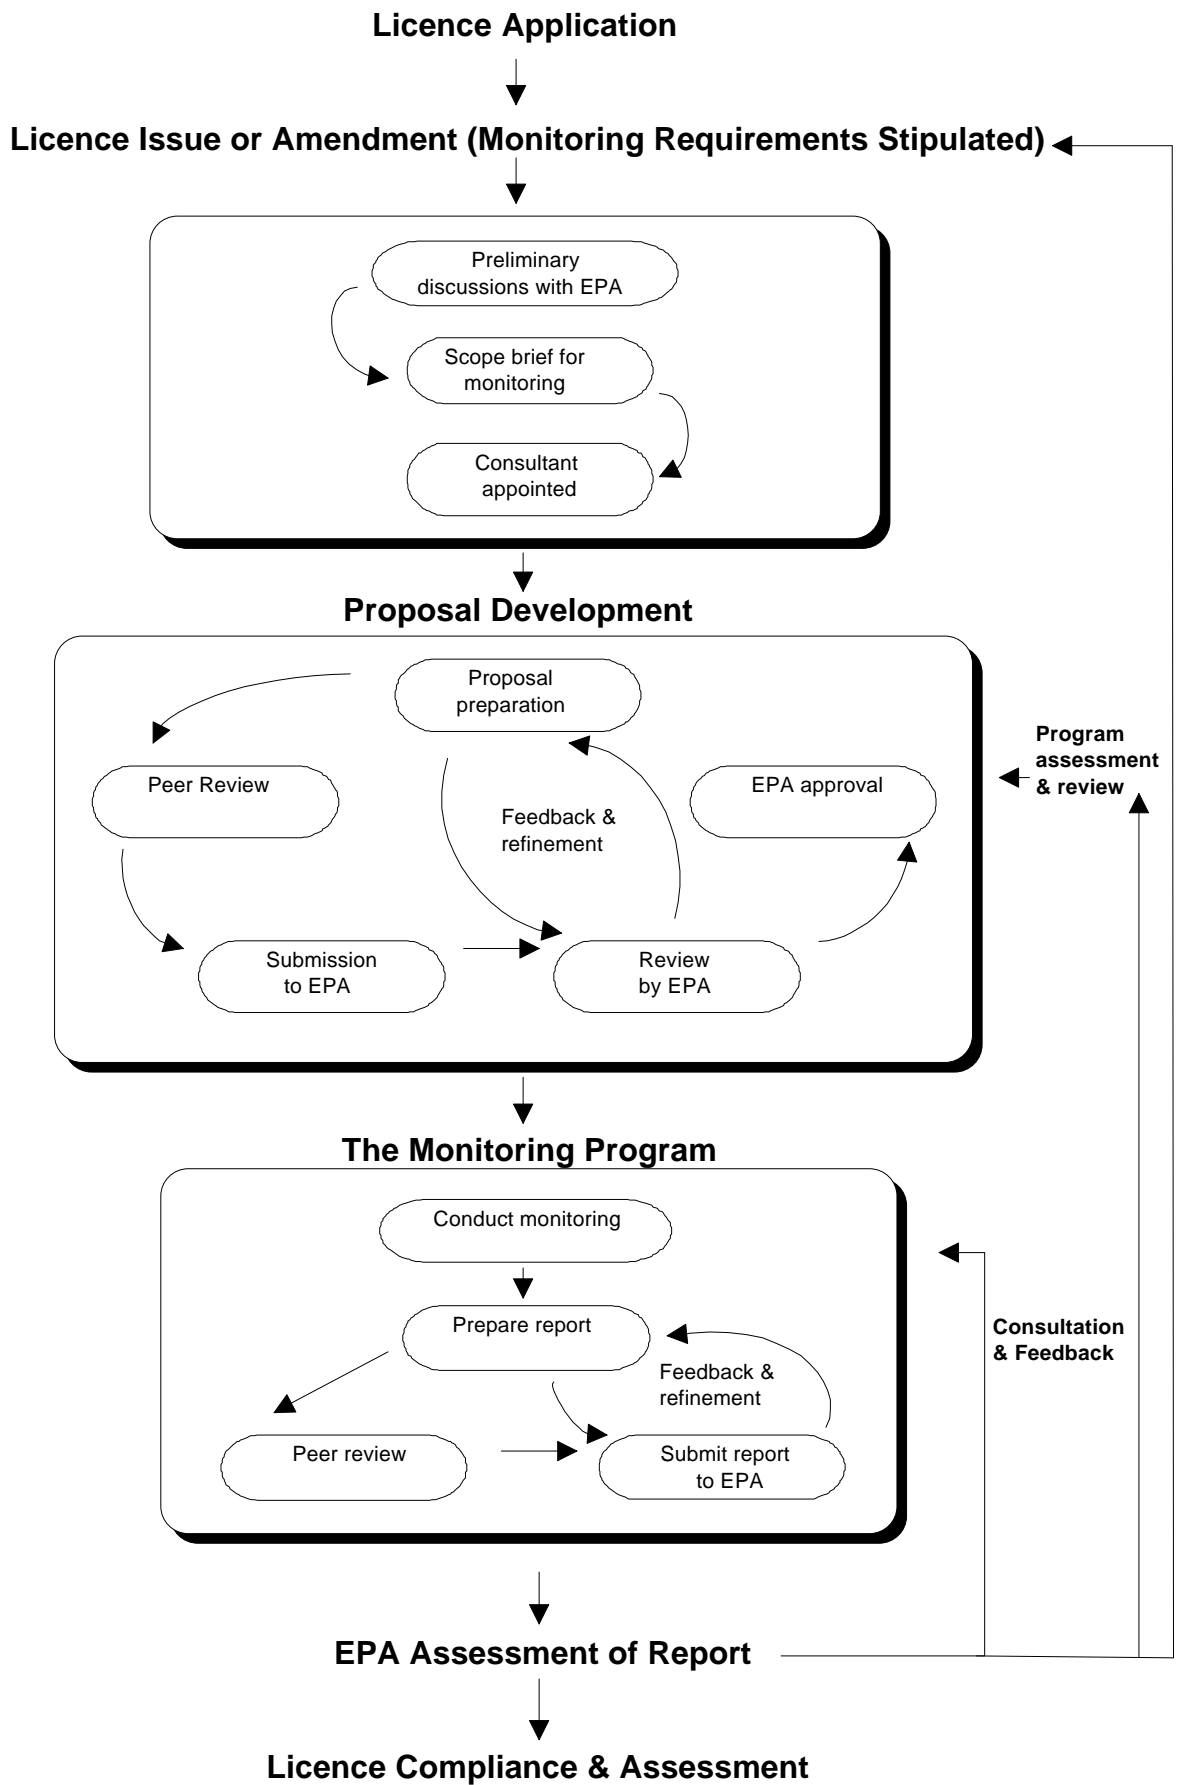 Licence Application
Licence Issue or Amendment (Monitoring Requirements Stipulated)
Preliminary
discussions with EPA
Scope brief for
monitoring
Consultant
appointed
Proposal Development
Proposal
preparation
Peer Review
Feedback &
refinement
EPA approval
Program
assessment
& review
Submission
to EPA
Review
by EPA
The Monitoring Program
Conduct monitoring
Prepare report
Feedback &
refinement
Consultation
& Feedback
Peer review
Submit report
to EPA
EPA Assessment of Report
Licence Compliance & Assessment